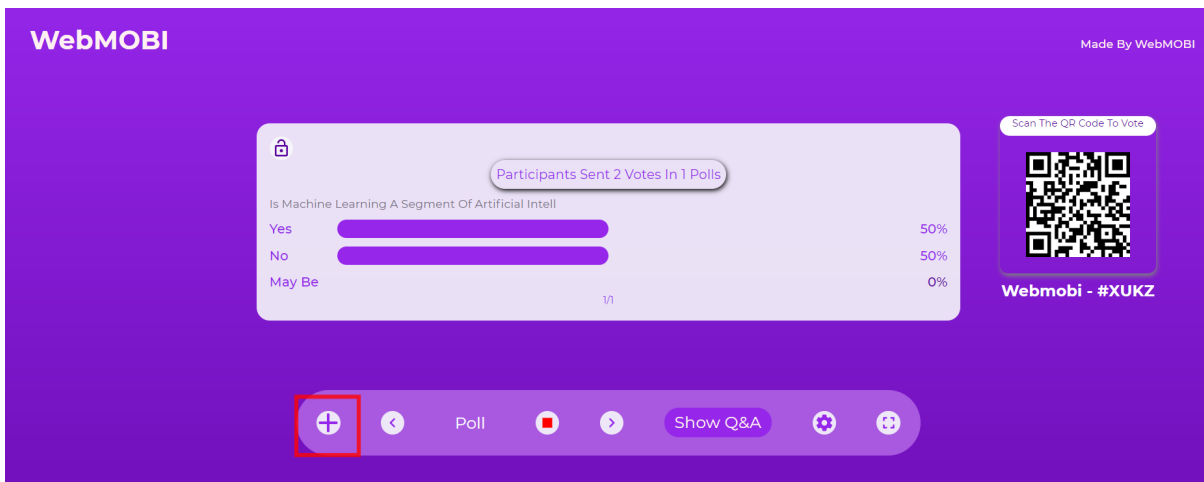 WebMOBI
Made By WebMOBI
Scan The QR Code To Vote
Participants Sent 2 Votes In 1 Polls
Is Machine Learning A Segment Of Artificial Intell
Yes 50%
No 50%
May Be 0%
1/1
Webmobi - #XUKZ
Poll
Show Q&A